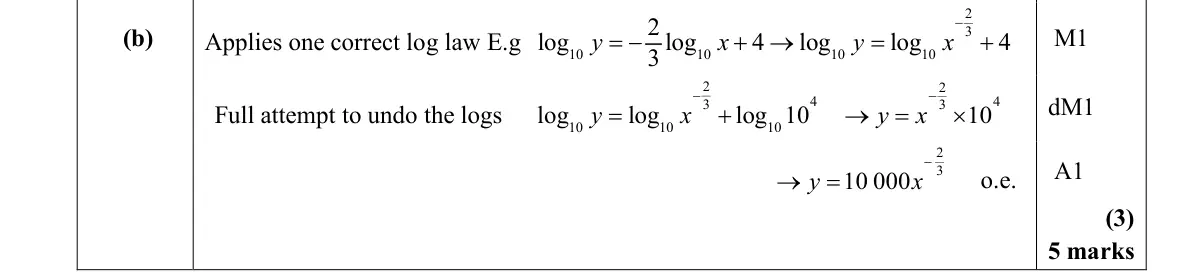 (b) Applies one correct log law E.g log₁₀ y = −2/3 log₁₀ x + 4 → log₁₀ y = log₁₀ x^(−2/3) + 4 M1
Full attempt to undo the logs log₁₀ y = log₁₀ x^(−2/3) + log₁₀ 10⁴ → y = x^(−2/3) × 10⁴ dM1
→ y = 10 000x^(−2/3) o.e. A1
(3)
5 marks